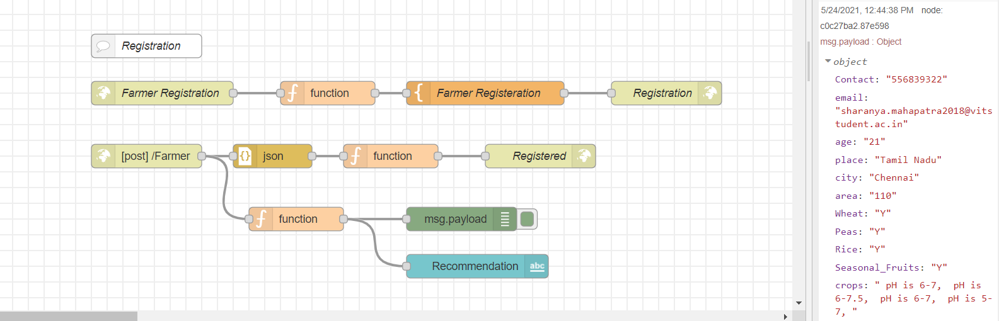 Registration
Farmer Registration
function
Farmer Registeration
Registration
[post] /Farmer
json
function
Registered
function
msg.payload
Recommendation
abc
5/24/2021, 12:44:38 PM node:
c0c27ba2.87e598
msg.payload : Object
object
Contact: "556839322"
email:
"sharanya.mahapatra2018@vits
tudent.ac.in"
age: "21"
place: "Tamil Nadu"
city: "Chennai"
area: "110"
Wheat: "Y"
Peas: "Y"
Rice: "Y"
Seasonal_Fruits: "Y"
crops: " pH is 6-7,  pH is
6-7.5,  pH is 6-7,  pH is 5-
7, "